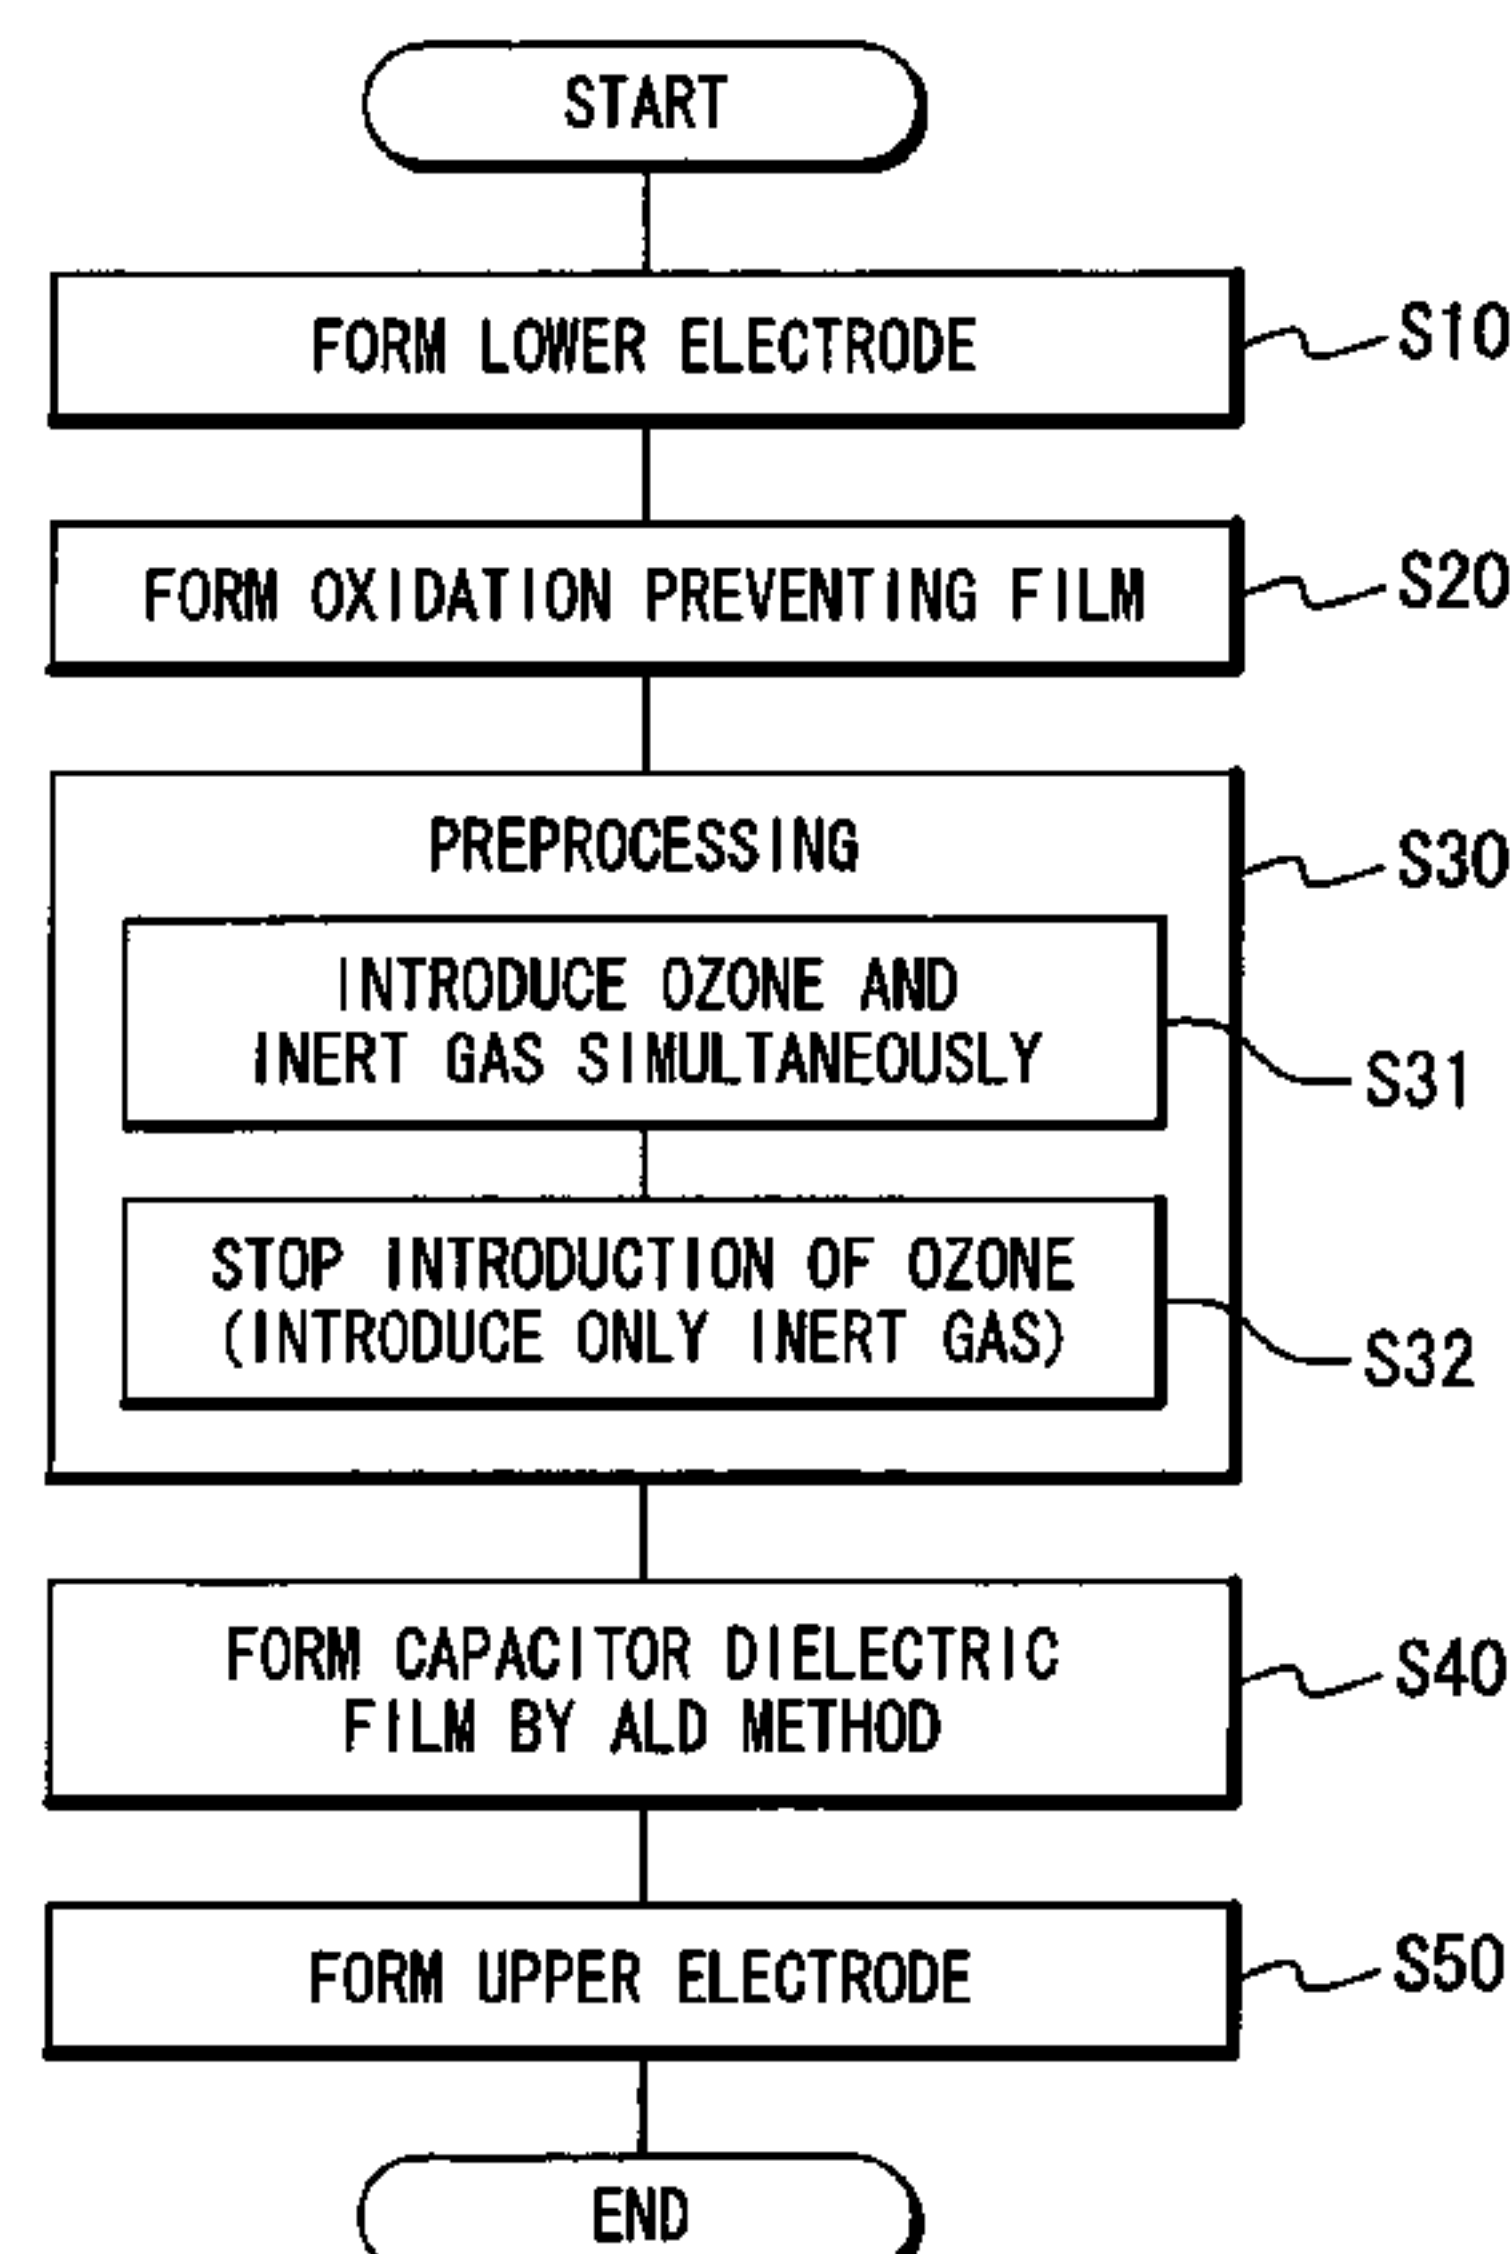 START
FORM LOWER ELECTRODE
S10
FORM OXIDATION PREVENTING FILM
S20
PREPROCESSING
S30
INTRODUCE OZONE AND
INERT GAS SIMULTANEOUSLY
S31
STOP INTRODUCTION OF OZONE
(INTRODUCE ONLY INERT GAS)
S32
FORM CAPACITOR DIELECTRIC
FILM BY ALD METHOD
S40
FORM UPPER ELECTRODE
S50
END